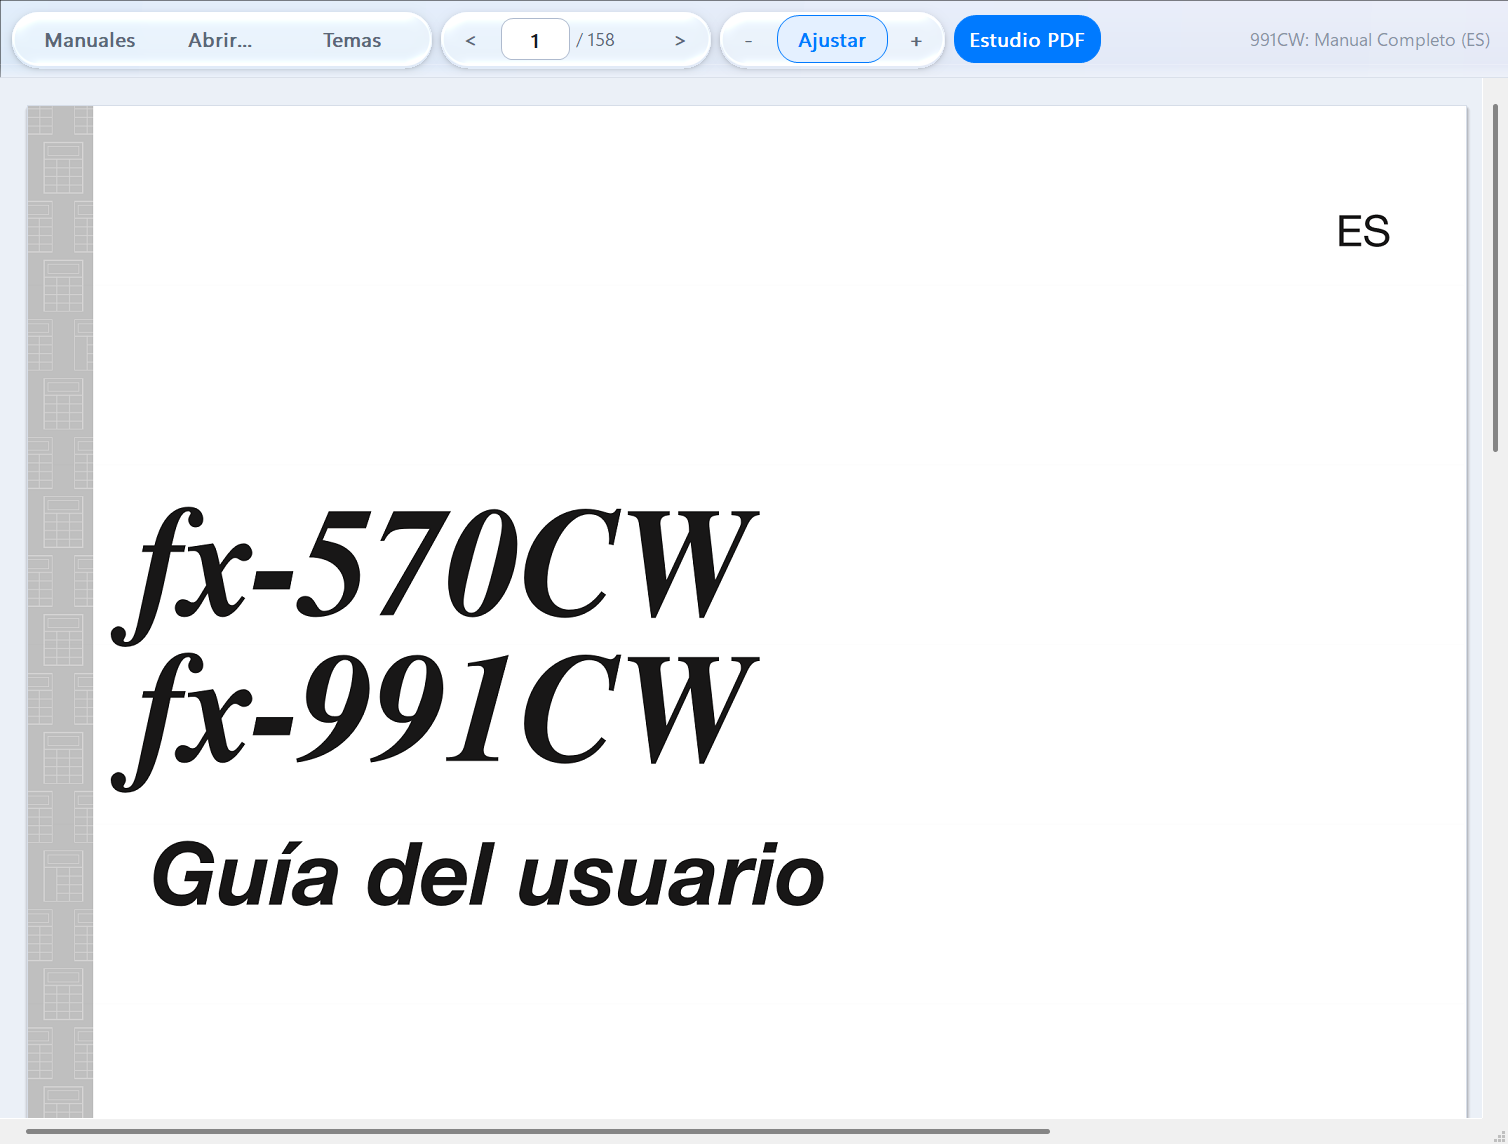 Manuales Abrir... Temas < 1 / 158 > - Ajustar + Estudio PDF 991CW: Manual Completo (ES)
ES
fx-570CW
fx-991CW
Guía del usuario